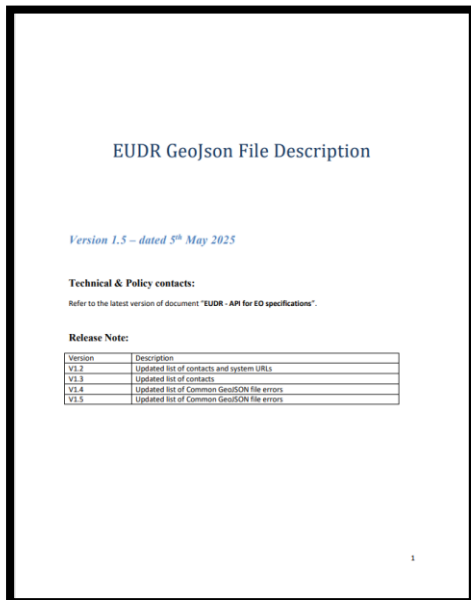 EUDR GeoJson File Description
Version 1.5 – dated 5th May 2025
Technical & Policy contacts:
Refer to the latest version of document "EUDR - API for EO specifications".
Release Note:
Version Description
V1.2 Updated list of contacts and system URLs
V1.3 Updated list of contacts
V1.4 Updated list of Common GeoJSON file errors
V1.5 Updated list of Common GeoJSON file errors
1